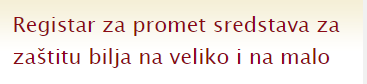 Registar za promet sredstava za
zaštitu bilja na veliko i na malo